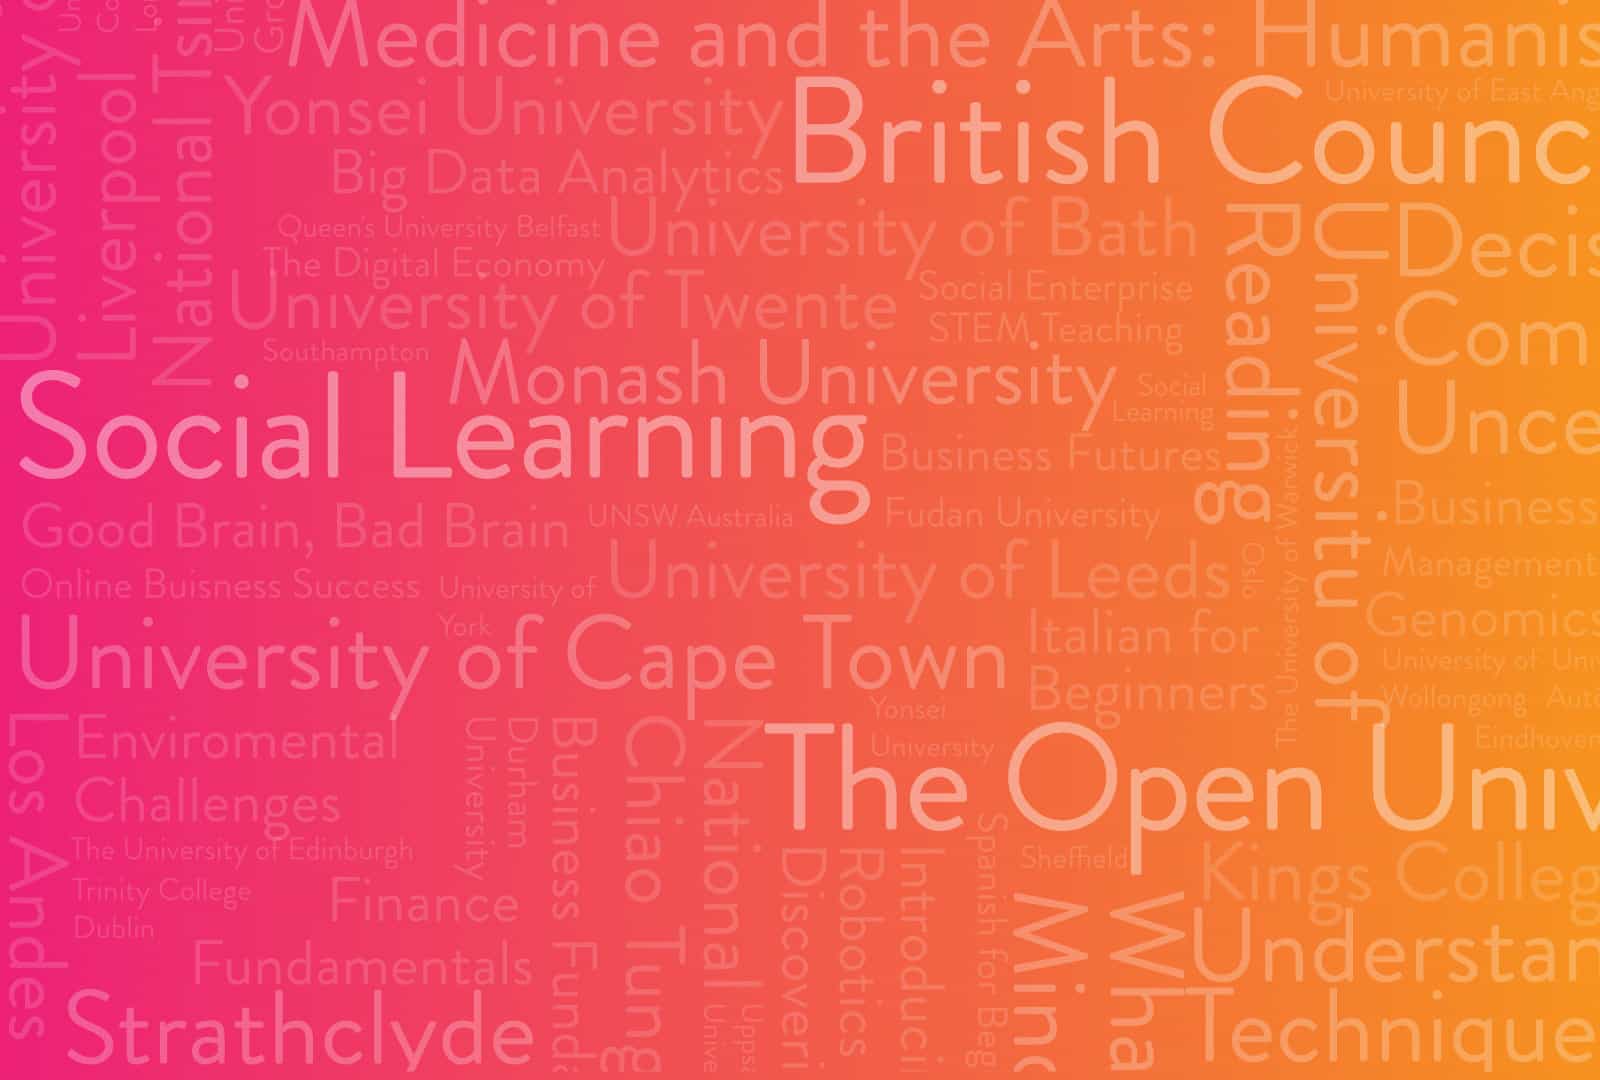 Medicine and the Arts: Humanis
University
Liverpool
National Tsi
Yonsei University
British Counc
University of East Ang
Big Data Analytics
Queen's University Belfast
University of Bath
The Digital Economy
University of Twente
Social Enterprise
STEM Teaching
Southampton
Reading
University of
Decis
Com
Unce
Monash University
Social
Learning
Social Learning
Business Futures
The University of Warwick
Good Brain, Bad Brain
UNSW Australia
Fudan University
Business
Online Buisness Success
University of
York
University of Leeds
Oslo
Management
Genomics
University of Cape Town
Italian for
Beginners
University of
Wollongong
Uni
Auto
Eindhoven
Los Andes
Enviromental
Challenges
University
Durham
Business Fund
Chiao Tung
National
Yonsei
University
The Open Univ
The University of Edinburgh
Trinity College
Dublin
Finance
Fundamentals
Strathclyde
Unive
Upps
Discoveri
Robotics
Introduci
Spanish for Beg
Sheffield
Kings Colleg
Minc
Wha
Understan
Technique